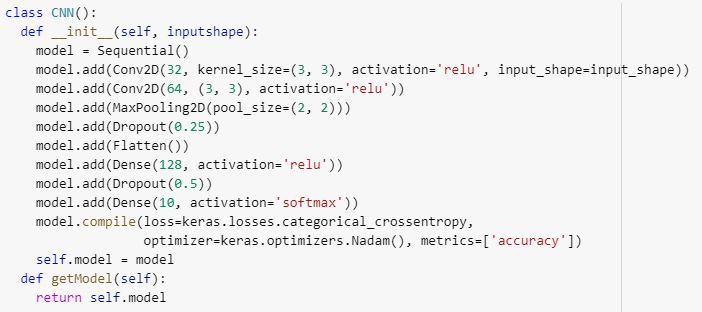 class CNN():
  def __init__(self, inputshape):
    model = Sequential()
    model.add(Conv2D(32, kernel_size=(3, 3), activation='relu', input_shape=input_shape))
    model.add(Conv2D(64, (3, 3), activation='relu'))
    model.add(MaxPooling2D(pool_size=(2, 2)))
    model.add(Dropout(0.25))
    model.add(Flatten())
    model.add(Dense(128, activation='relu'))
    model.add(Dropout(0.5))
    model.add(Dense(10, activation='softmax'))
    model.compile(loss=keras.losses.categorical_crossentropy,
                  optimizer=keras.optimizers.Nadam(), metrics=['accuracy'])
    self.model = model
  def getModel(self):
    return self.model